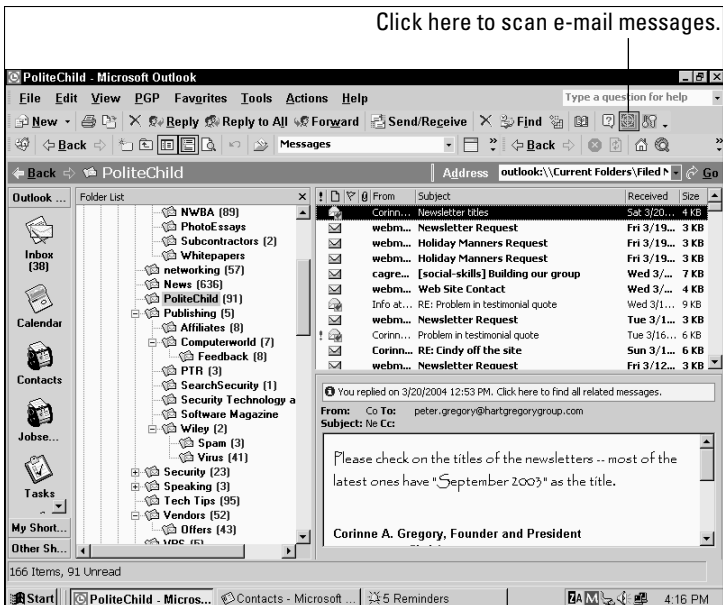 Click here to scan e-mail messages.
PoliteChild - Microsoft Outlook
File Edit View PGP Favorites Tools Actions Help
Type a question for help
New Reply Reply to All Forward Send/Receive Find
Back Messages Back
Back PoliteChild Address outlook:\\Current Folders\Filed M Go
Outlook ... Folder List ! From Subject Received Size
NWBA (89)
PhotoEssays
Subcontractors (2)
Whitepapers
networking (57)
News (636)
PoliteChild (91)
Publishing (5)
Affiliates (8)
Computerworld (7)
Feedback (8)
PTR (3)
SearchSecurity (1)
Security Technology a
Software Magazine
Wiley (2)
Spam (3)
Virus (41)
Security (23)
Speaking (3)
Tech Tips (95)
Vendors (52)
Offers (43)
VPS (5)
Inbox
(38)
Calendar
Contacts
Jobse...
Tasks
My Short...
Other Sh...
Corinn... Newsletter titles Sat 3/20... 4 KB
webm... Newsletter Request Fri 3/19... 3 KB
webm... Holiday Manners Request Fri 3/19... 3 KB
webm... Holiday Manners Request Fri 3/19... 3 KB
cagre... [social-skills] Building our group Wed 3/... 7 KB
webm... Web Site Contact Wed 3/... 4 KB
Info at... RE: Problem in testimonial quote Wed 3/1... 9 KB
webm... Newsletter Request Tue 3/1... 3 KB
! Corinn... Problem in testimonial quote Tue 3/16... 6 KB
Corinn... RE: Cindy off the site Sun 3/1... 6 KB
webm... Newsletter Request Fri 3/12... 3 KB
You replied on 3/20/2004 12:53 PM. Click here to find all related messages.
From: Co To: peter.gregory@hartgregorygroup.com
Subject: Ne Cc:
Please check on the titles of the newsletters -- most of the
latest ones have "September 2003" as the title.
Corinne A. Gregory, Founder and President
166 Items, 91 Unread
Start PoliteChild - Micros... Contacts - Microsoft ... 5 Reminders 4:16 PM